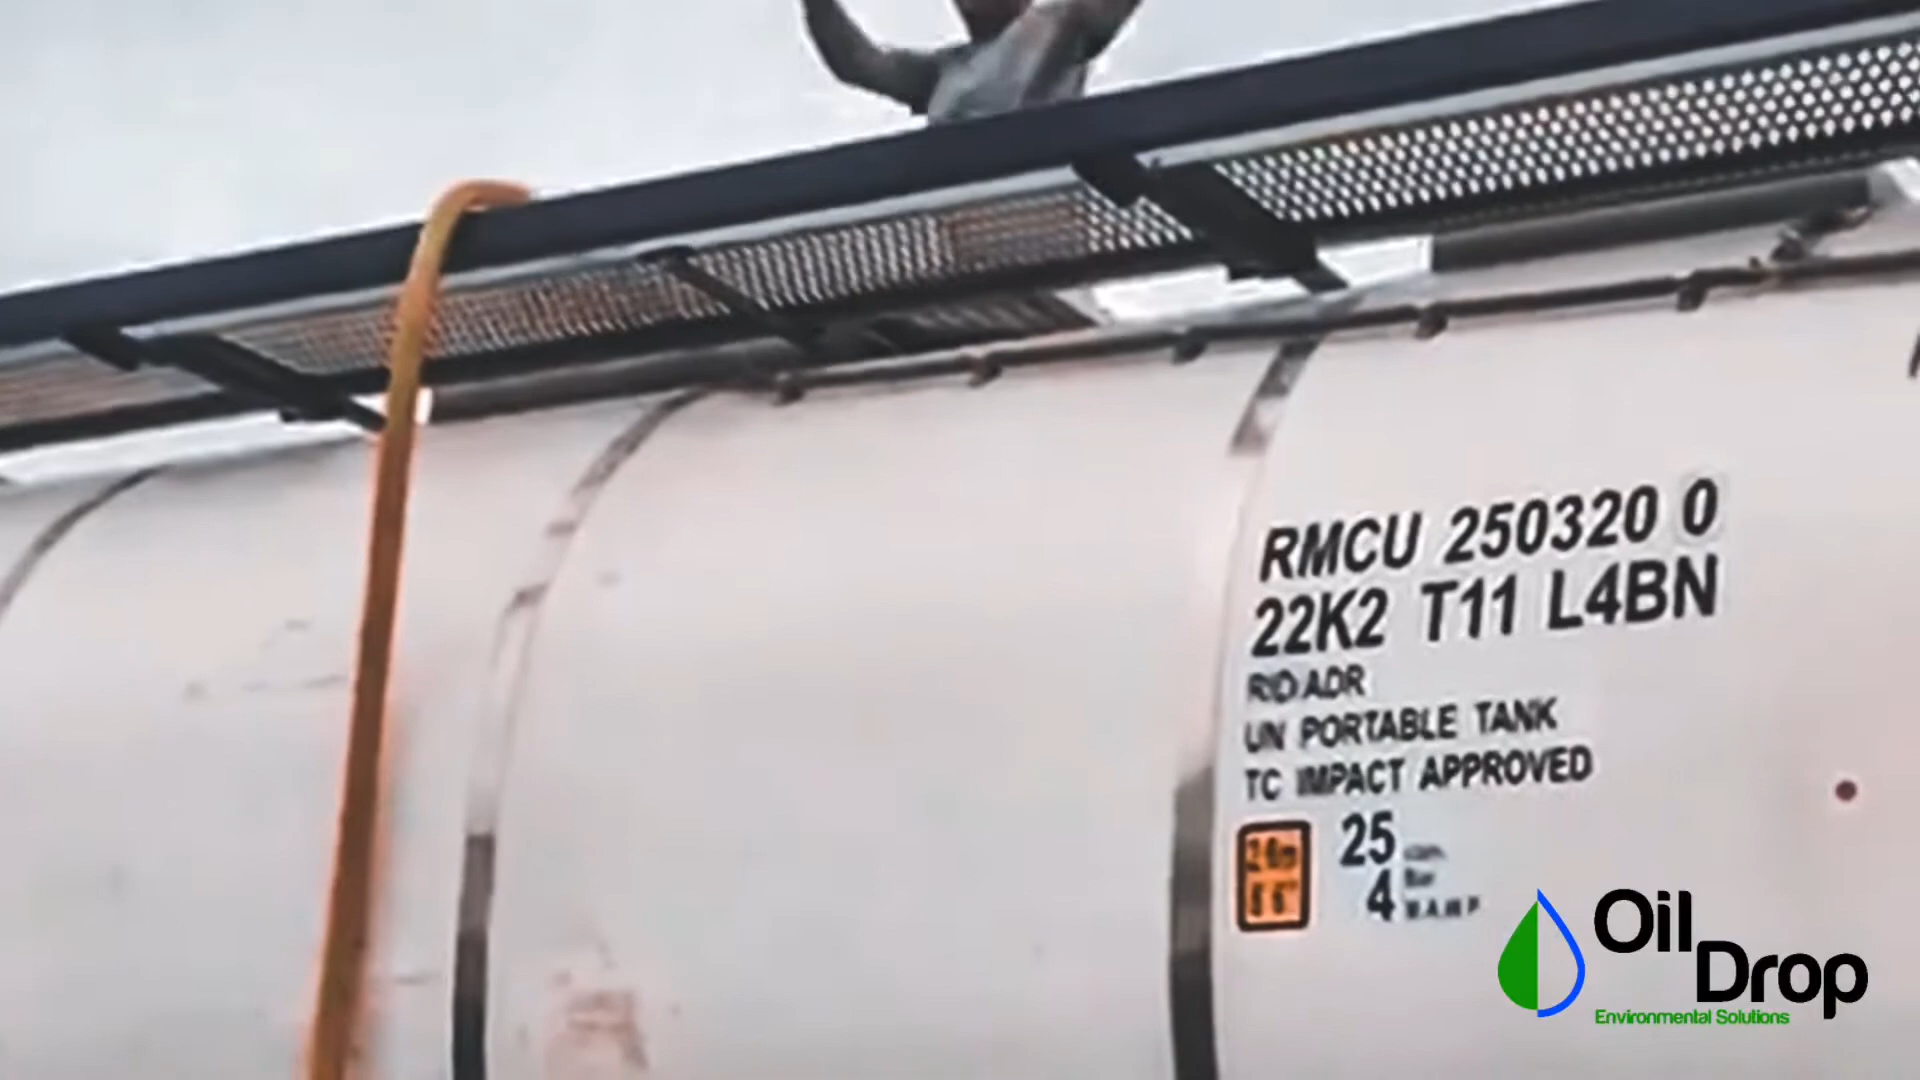 RMCU 250320 0
22K2 T11 L4BN
RID ADR
UN PORTABLE TANK
TC IMPACT APPROVED
25
4
Oil
Drop
Environmental Solutions